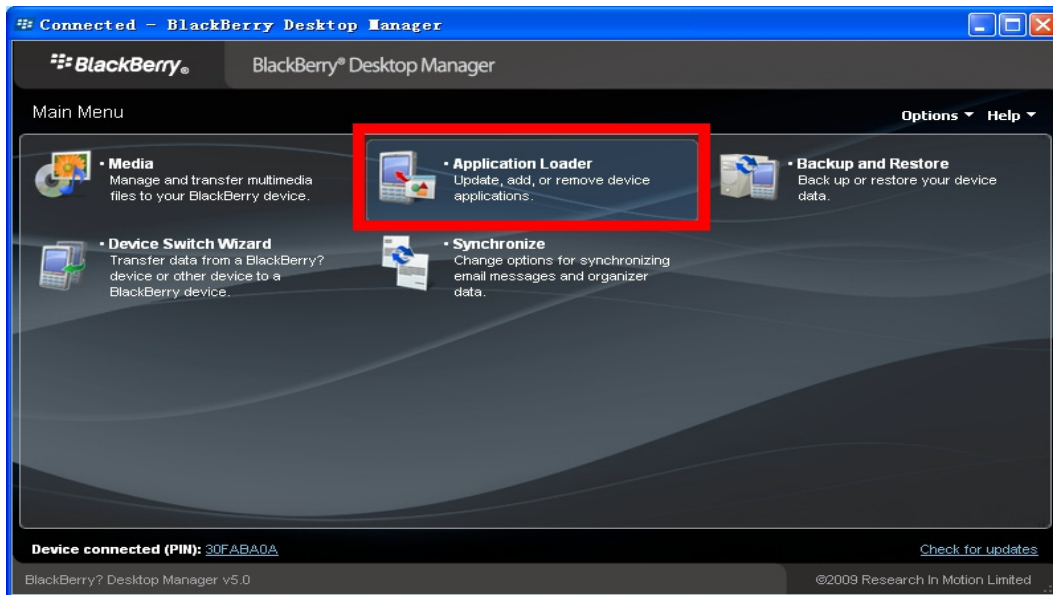 Connected - BlackBerry Desktop Manager
BlackBerry®
BlackBerry® Desktop Manager
Main Menu
Options
Help
· Media
Manage and transfer multimedia
files to your BlackBerry device.
· Application Loader
Update, add, or remove device
applications.
· Backup and Restore
Back up or restore your device
data.
· Device Switch Wizard
Transfer data from a BlackBerry?
device or other device to a
BlackBerry device.
· Synchronize
Change options for synchronizing
email messages and organizer
data.
Device connected (PIN): 30FABA0A
Check for updates
BlackBerry? Desktop Manager v5.0
©2009 Research In Motion Limited